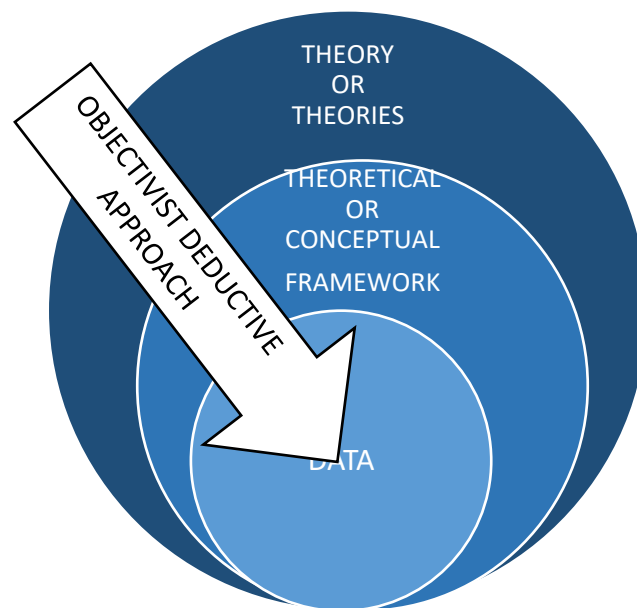 THEORY
OR
THEORIES
OBJECTIVIST DEDUCTIVE
APPROACH
THEORETICAL
OR
CONCEPTUAL
FRAMEWORK
DATA